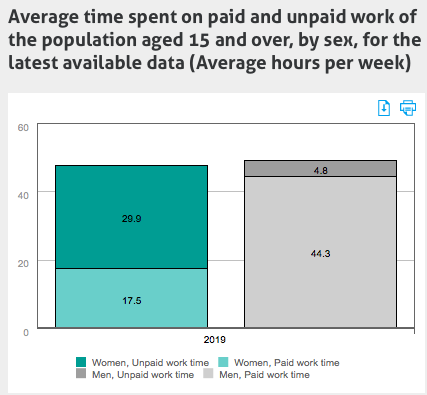 Average time spent on paid and unpaid work of
the population aged 15 and over, by sex, for the
latest available data (Average hours per week)
60
40
20
0
29.9
17.5
4.8
44.3
2019
Women, Unpaid work time Women, Paid work time
Men, Unpaid work time Men, Paid work time